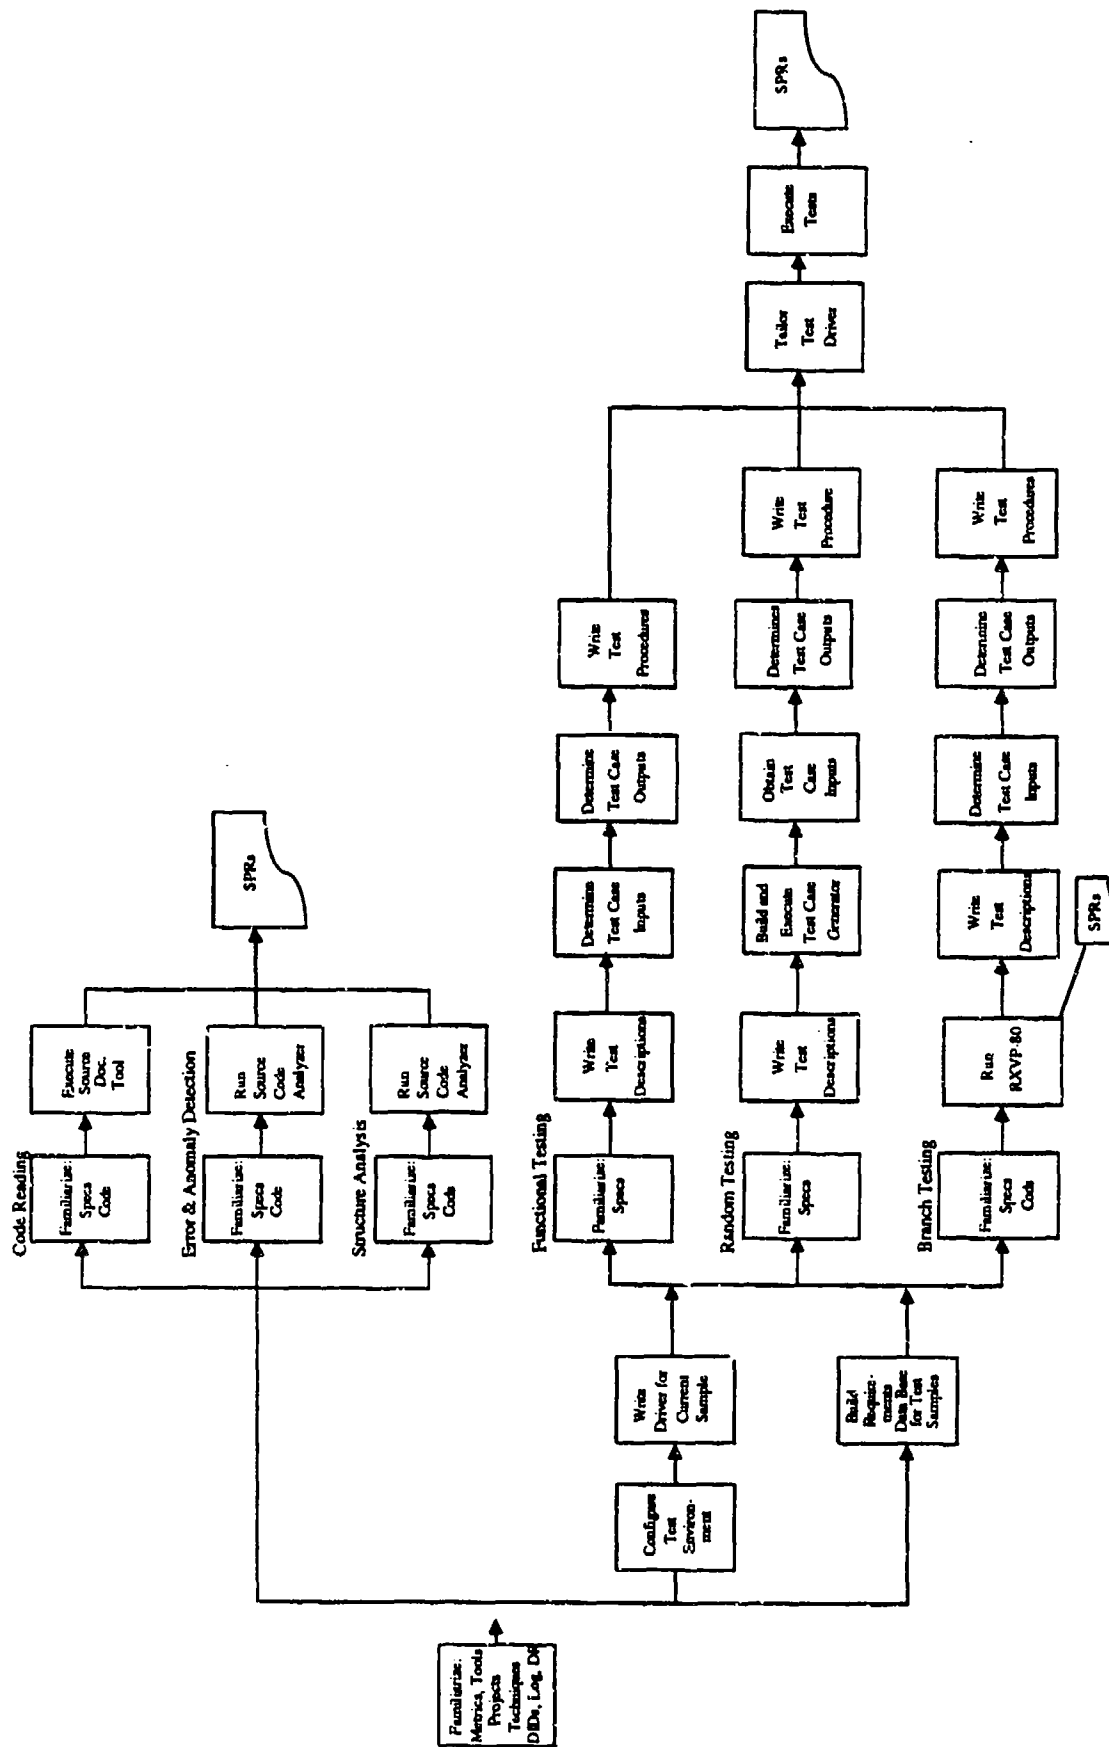 Familiarize:
Metrics, Tools
Projects
Techniques
DIDs, Log, DR
Code Reading
Familiarize:
Specs
Code
Execute
Source
Doc.
Tool
Error & Anomaly Detection
Familiarize:
Specs
Code
Run
Source
Code
Analyzer
Structure Analysis
Familiarize:
Specs
Code
Run
Source
Code
Analyzer
SPRs
Configure
Test
Environ-
ment
Write
Driver for
Current
Sample
Build
Require-
ments
Data Base
for Test
Samples
Functional Testing
Familiarize:
Specs
Write
Test
Descriptions
Determine
Test Case
Inputs
Determine
Test Case
Outputs
Write
Test
Procedures
Random Testing
Familiarize:
Specs
Write
Test
Descriptions
Build and
Execute
Test Case
Generator
Obtain
Test
Case
Inputs
Determines
Test Case
Outputs
Write
Test
Procedure
Branch Testing
Familiarize:
Specs
Code
Run
RXVP-80
SPRs
Write
Test
Descriptions
Determine
Test Case
Inputs
Determine
Test Case
Outputs
Write
Test
Procedures
Tailor
Test
Driver
Execute
Tests
SPRs